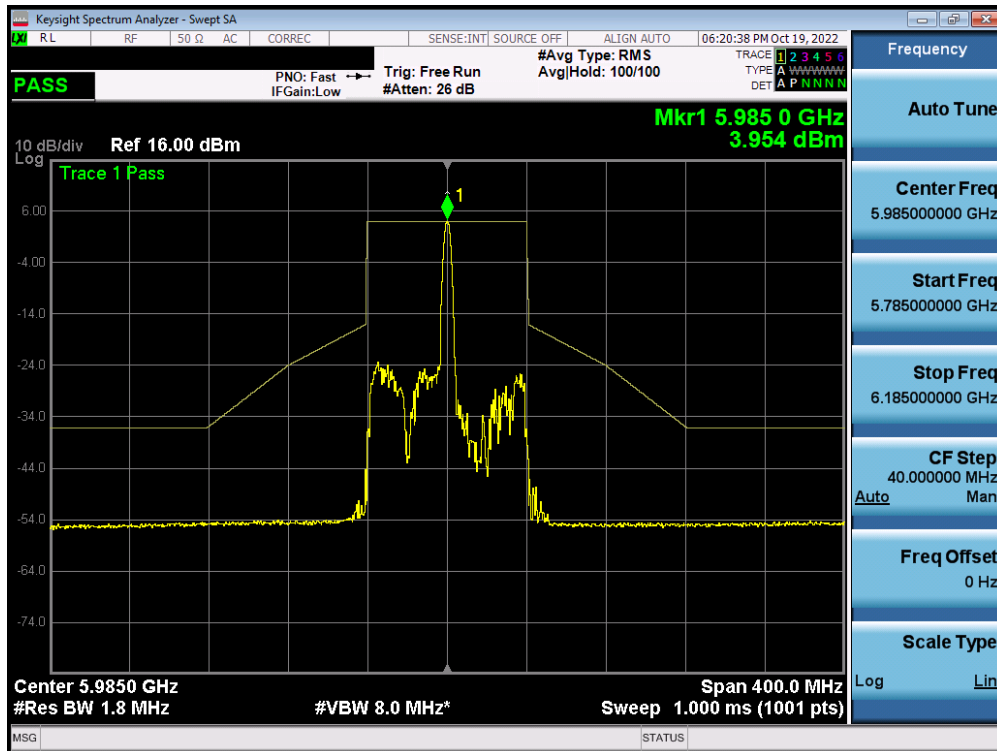 Keysight Spectrum Analyzer - Swept SA
LXI RL RF 50 Ω AC CORREC SENSE:INT SOURCE OFF ALIGN AUTO 06:20:38 PM Oct 19, 2022
PASS
PNO: Fast
IFGain:Low
Trig: Free Run
#Atten: 26 dB
#Avg Type: RMS
Avg|Hold: 100/100
TRACE 1 2 3 4 5 6
TYPE A WWWWW
DET A P N N N N
Mkr1 5.985 0 GHz
3.954 dBm
10 dB/div Ref 16.00 dBm
Log
Trace 1 Pass
1
6.00
-4.00
-14.0
-24.0
-34.0
-44.0
-54.0
-64.0
-74.0
Center 5.9850 GHz Span 400.0 MHz
#Res BW 1.8 MHz #VBW 8.0 MHz* Sweep 1.000 ms (1001 pts)
MSG STATUS
Frequency
Auto Tune
Center Freq
5.985000000 GHz
Start Freq
5.785000000 GHz
Stop Freq
6.185000000 GHz
CF Step
40.000000 MHz
Auto Man
Freq Offset
0 Hz
Scale Type
Log Lin